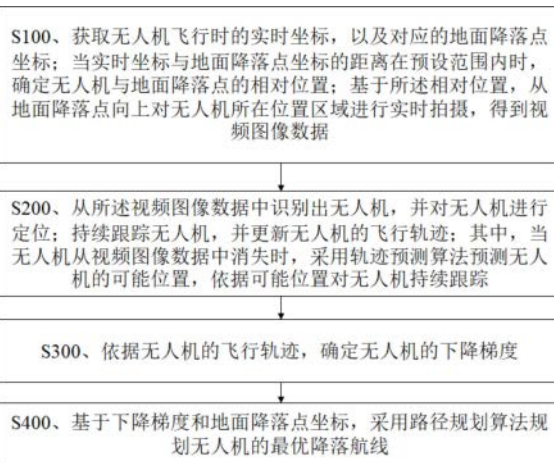 S100、获取无人机飞行时的实时坐标，以及对应的地面降落点
坐标；当实时坐标与地面降落点坐标的距离在预设范围内时，
确定无人机与地面降落点的相对位置；基于所述相对位置，从
地面降落点向上对无人机所在位置区域进行实时拍摄，得到视
频图像数据
S200、从所述视频图像数据中识别出无人机，并对无人机进行
定位；持续跟踪无人机，并更新无人机的飞行轨迹；其中，当
无人机从视频图像数据中消失时，采用轨迹预测算法预测无人
机的可能位置，依据可能位置对无人机持续跟踪
S300、依据无人机的飞行轨迹，确定无人机的下降梯度
S400、基于下降梯度和地面降落点坐标，采用路径规划算法规
划无人机的最优降落航线